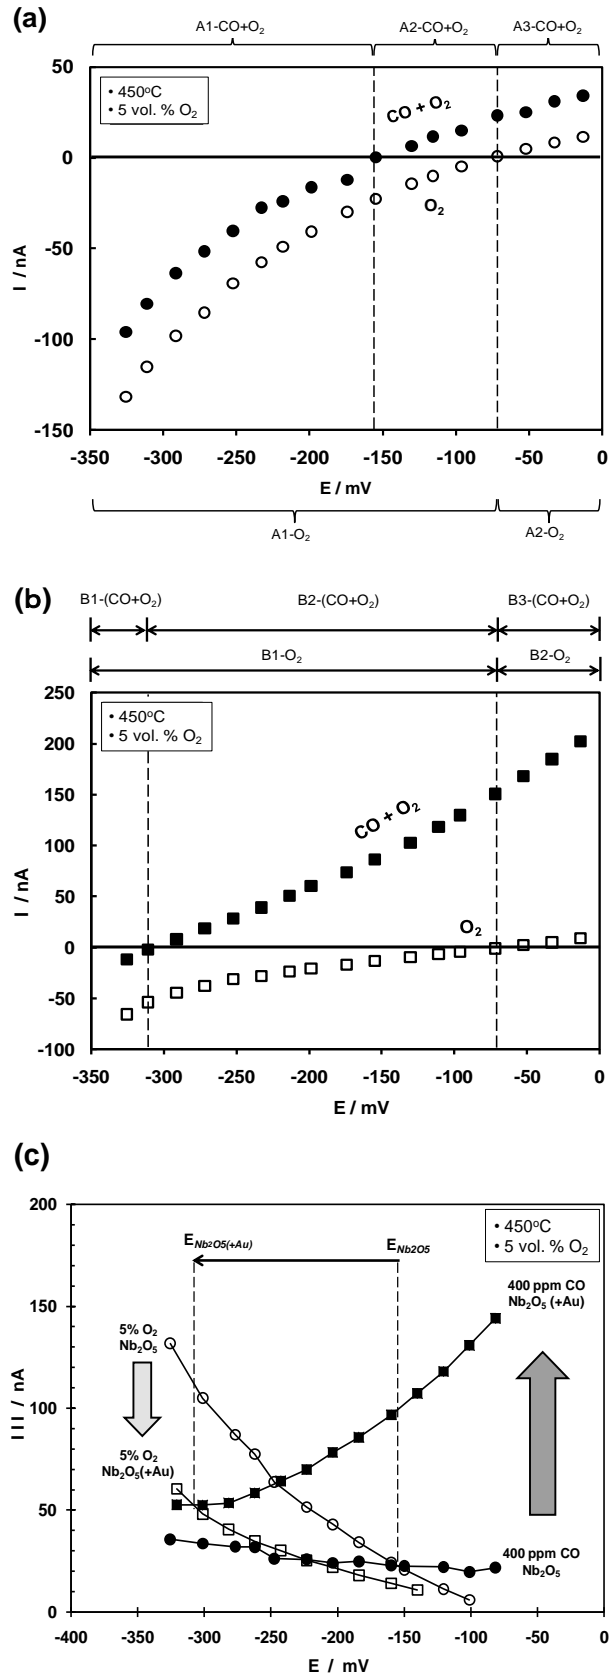 (a)
A1-CO+O₂ A2-CO+O₂ A3-CO+O₂
• 450ºC
• 5 vol. % O₂
CO + O₂
O₂
50
0
-50
-100
-150
I / nA
-350 -300 -250 -200 -150 -100 -50 0
E / mV
A1-O₂ A2-O₂
(b)
B1-(CO+O₂) B2-(CO+O₂) B3-(CO+O₂)
B1-O₂ B2-O₂
• 450ºC
• 5 vol. % O₂
CO + O₂
O₂
250
200
150
100
50
0
-50
-100
I / nA
-350 -300 -250 -200 -150 -100 -50 0
E / mV
(c)
• 450ºC
• 5 vol. % O₂
E Nb2O5(+Au) E Nb2O5
400 ppm CO
Nb₂O₅ (+Au)
5% O₂
Nb₂O₅
5% O₂
Nb₂O₅(+Au)
400 ppm CO
Nb₂O₅
200
150
100
50
0
I I I / nA
-400 -350 -300 -250 -200 -150 -100 -50 0
E / mV